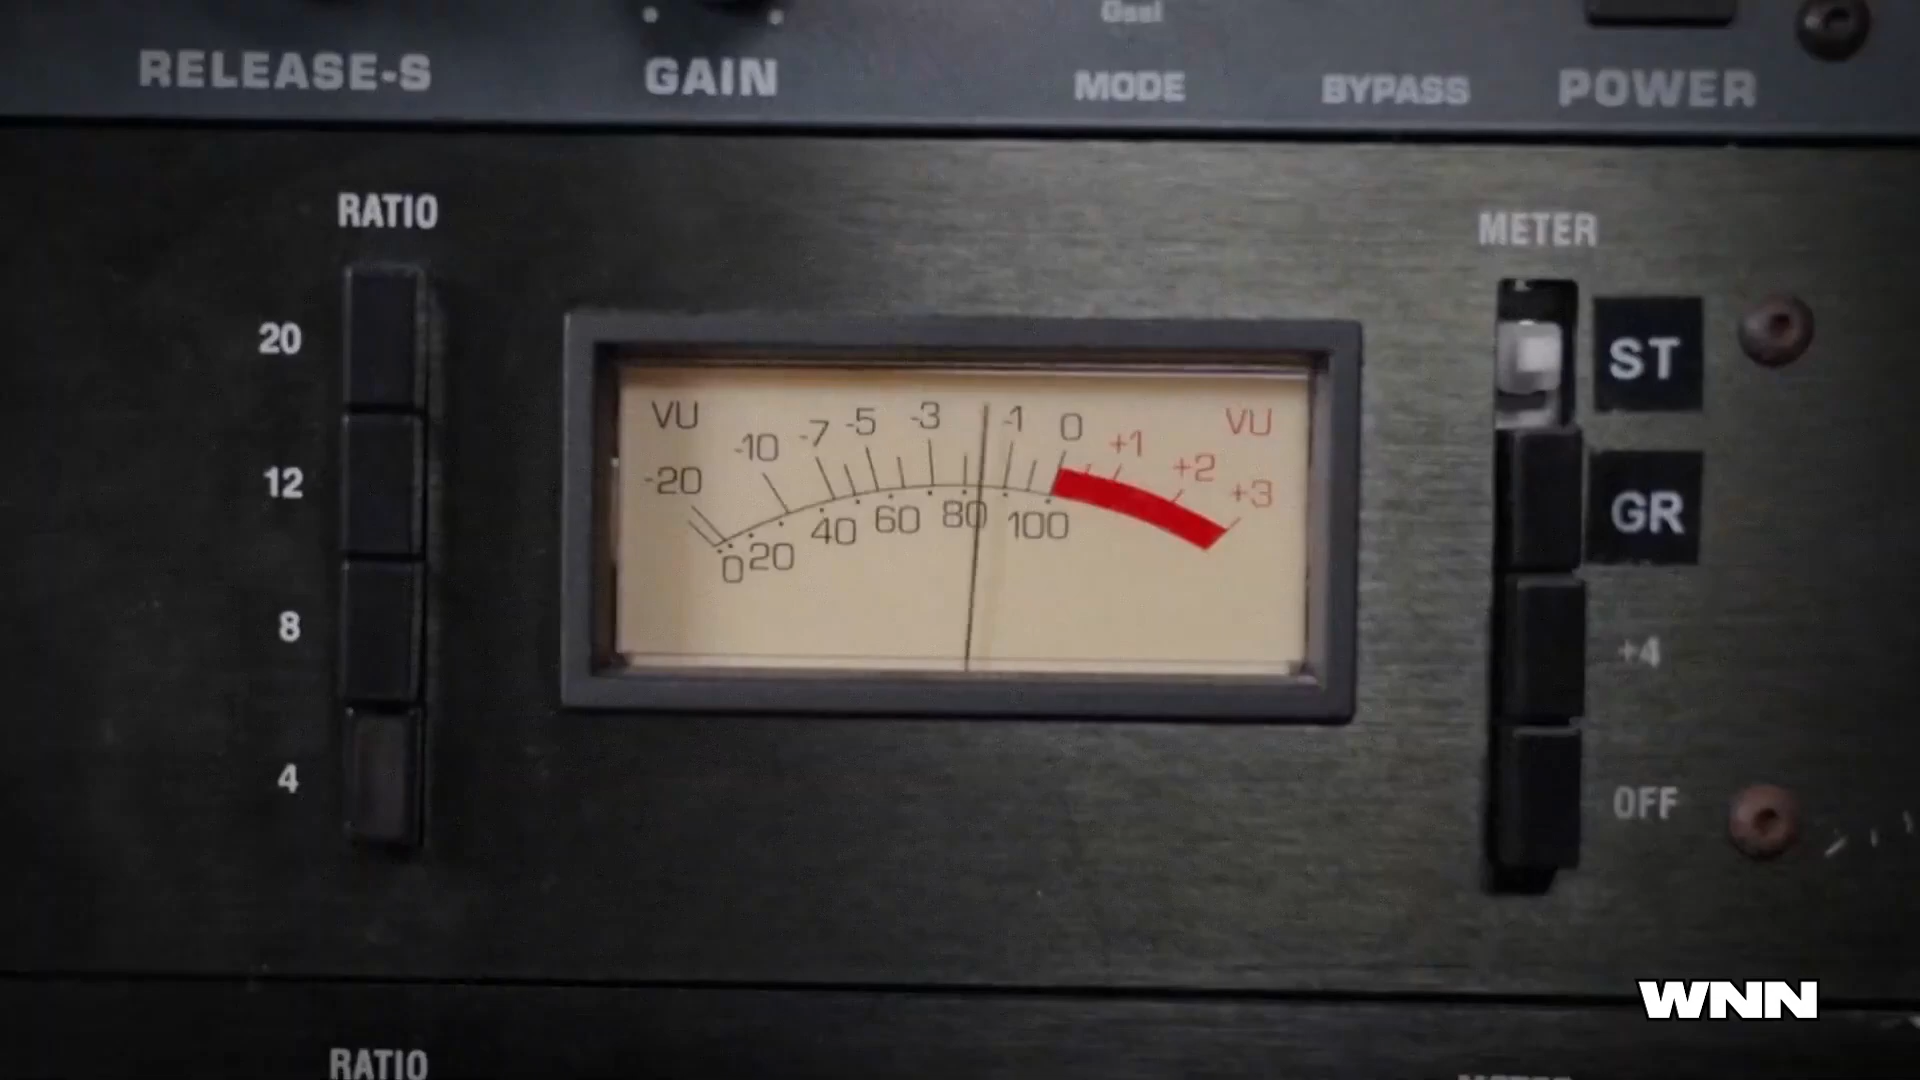 RELEASE-S
GAIN
MODE
BYPASS
POWER
RATIO
20
12
8
4
VU
-20
-10
-7
-5
-3
-1
0
+1
+2
+3
VU
0
20
40
60
80
100
METER
ST
GR
+4
OFF
WNN
RATIO